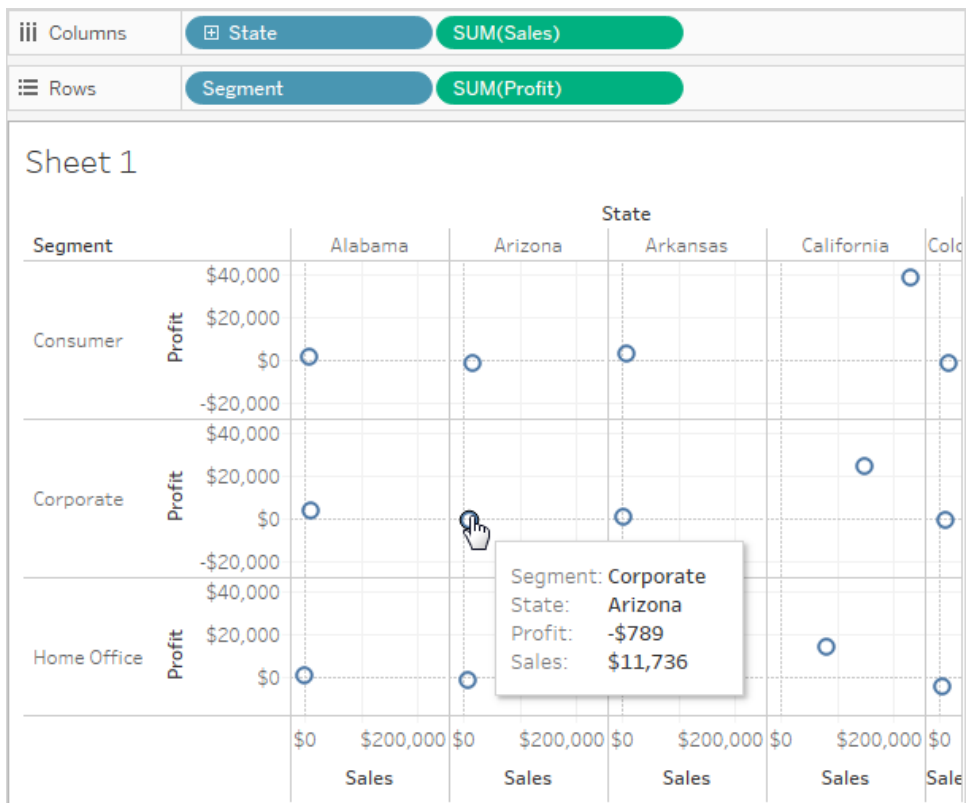 Columns State SUM(Sales)
Rows Segment SUM(Profit)
Sheet 1
State
Segment Alabama Arizona Arkansas California Colo
$40,000
$20,000
Consumer Profit
$0
-$20,000
$40,000
$20,000
Corporate Profit
$0
-$20,000
Segment: Corporate
State: Arizona
Profit: -$789
Sales: $11,736
$40,000
$20,000
Home Office Profit
$0
$0 $200,000 $0 $200,000 $0 $200,000 $0 $200,000 $0
Sales Sales Sales Sales Sale